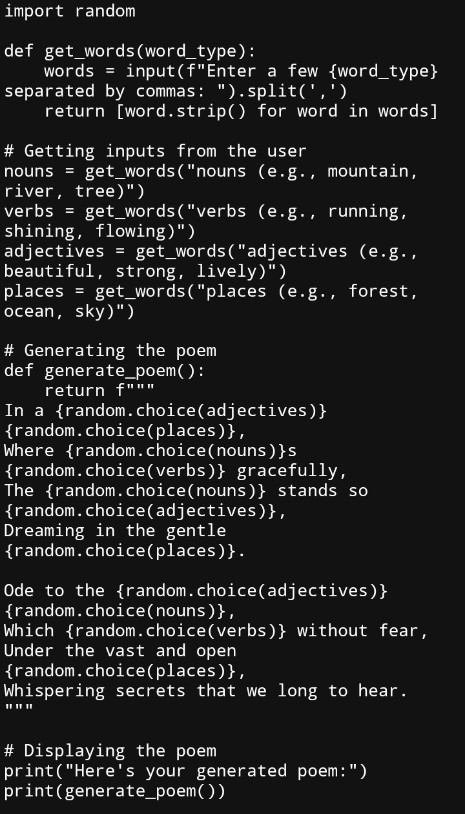 import random

def get_words(word_type):
    words = input(f"Enter a few {word_type}
separated by commas: ").split(',')
    return [word.strip() for word in words]

# Getting inputs from the user
nouns = get_words("nouns (e.g., mountain,
river, tree)")
verbs = get_words("verbs (e.g., running,
shining, flowing)")
adjectives = get_words("adjectives (e.g.,
beautiful, strong, lively)")
places = get_words("places (e.g., forest,
ocean, sky)")

# Generating the poem
def generate_poem():
    return f"""
In a {random.choice(adjectives)}
{random.choice(places)},
Where {random.choice(nouns)}s
{random.choice(verbs)} gracefully,
The {random.choice(nouns)} stands so
{random.choice(adjectives)},
Dreaming in the gentle
{random.choice(places)}.

Ode to the {random.choice(adjectives)}
{random.choice(nouns)},
Which {random.choice(verbs)} without fear,
Under the vast and open
{random.choice(places)},
Whispering secrets that we long to hear.
"""

# Displaying the poem
print("Here's your generated poem:")
print(generate_poem())